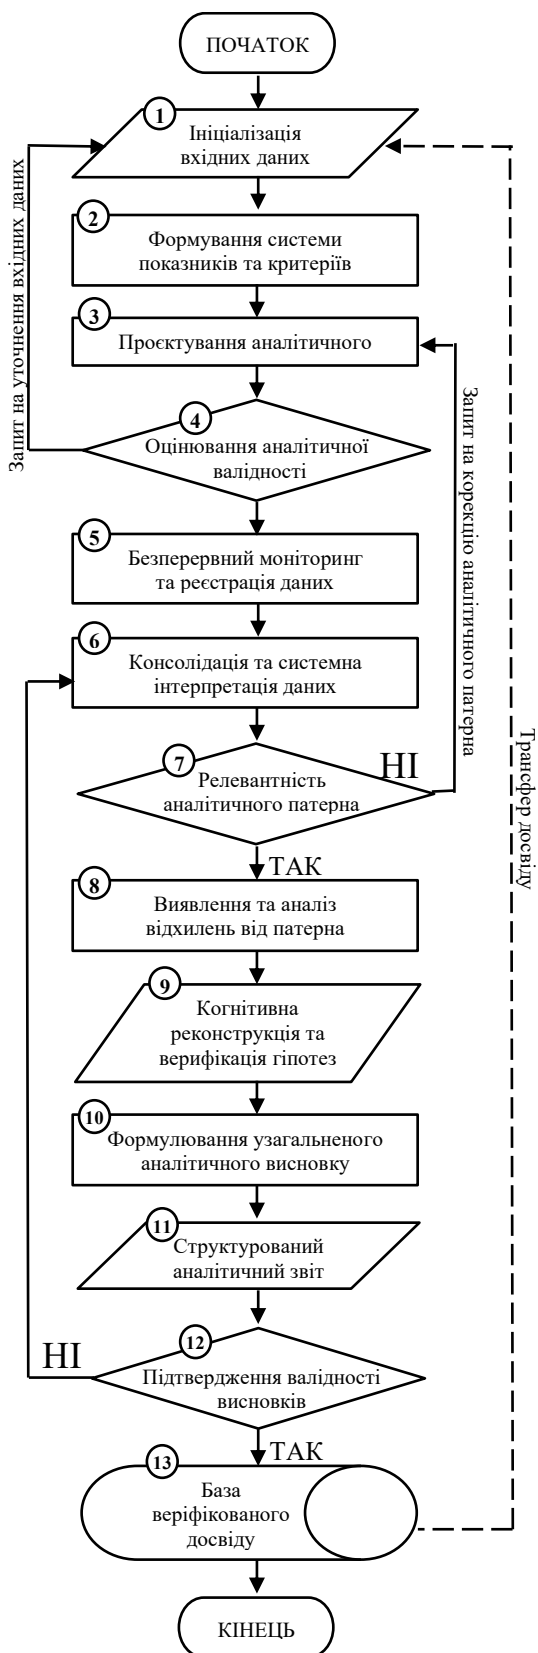 ПОЧАТОК
1
Ініціалізація
вхідних даних
2
Формування системи
показників та критеріїв
3
Проєктування аналітичного
4
Оцінювання аналітичної
валідності
Запит на уточнення вхідних даних
5
Безперервний моніторинг
та реєстрація даних
6
Консолідація та системна
інтерпретація даних
7
Релевантність
аналітичного патерна
НІ
Запит на корекцію аналітичного патерна
Трансфер досвіду
ТАК
8
Виявлення та аналіз
відхилень від патерна
9
Когнітивна
реконструкція та
верифікація гіпотез
10
Формулювання узагальненого
аналітичного висновку
11
Структурований
аналітичний звіт
12
Підтвердження валідності
висновків
НІ
ТАК
13
База
веріфікованого
досвіду
КІНЕЦЬ